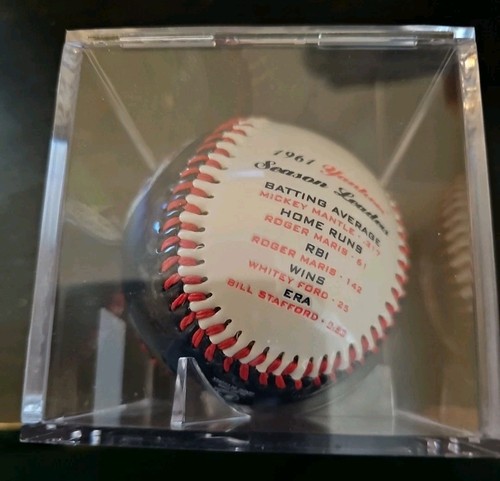 1961 Yankees
Season Leaders
BATTING AVERAGE
MICKEY MANTLE · .317
HOME RUNS
ROGER MARIS · 61
RBI
ROGER MARIS · 142
WINS
WHITEY FORD · 25
ERA
BILL STAFFORD · 2.82